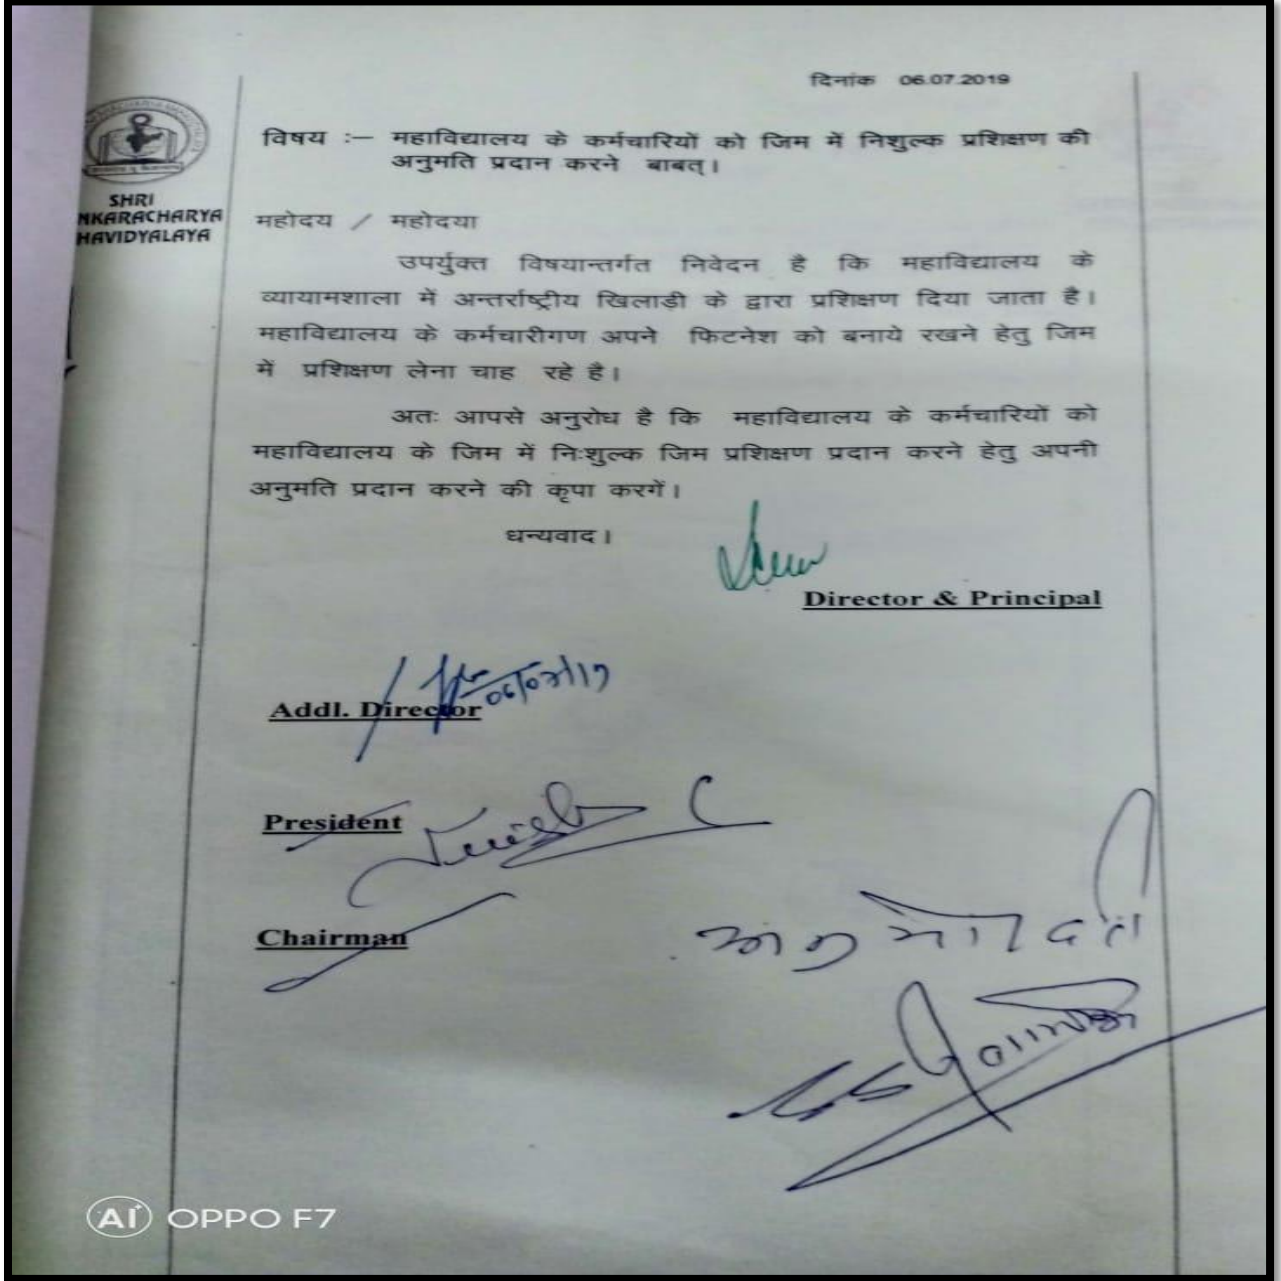 दिनांक 06.07.2019
विषय :– महाविद्यालय के कर्मचारियों को जिम में निशुल्क प्रशिक्षण की
अनुमति प्रदान करने बाबत्।
SHRI
NKARACHARYA
HAVIDYALAYA
महोदय / महोदया
उपर्युक्त विषयान्तर्गत निवेदन है कि महाविद्यालय के
व्यायामशाला में अन्तर्राष्ट्रीय खिलाड़ी के द्वारा प्रशिक्षण दिया जाता है।
महाविद्यालय के कर्मचारीगण अपने फिटनेश को बनाये रखने हेतु जिम
में प्रशिक्षण लेना चाह रहे है।
अतः आपसे अनुरोध है कि महाविद्यालय के कर्मचारियों को
महाविद्यालय के जिम में निःशुल्क जिम प्रशिक्षण प्रदान करने हेतु अपनी
अनुमति प्रदान करने की कृपा करगें।
धन्यवाद।
Director & Principal
06/07/19
Addl. Director
President
Chairman
AI OPPO F7